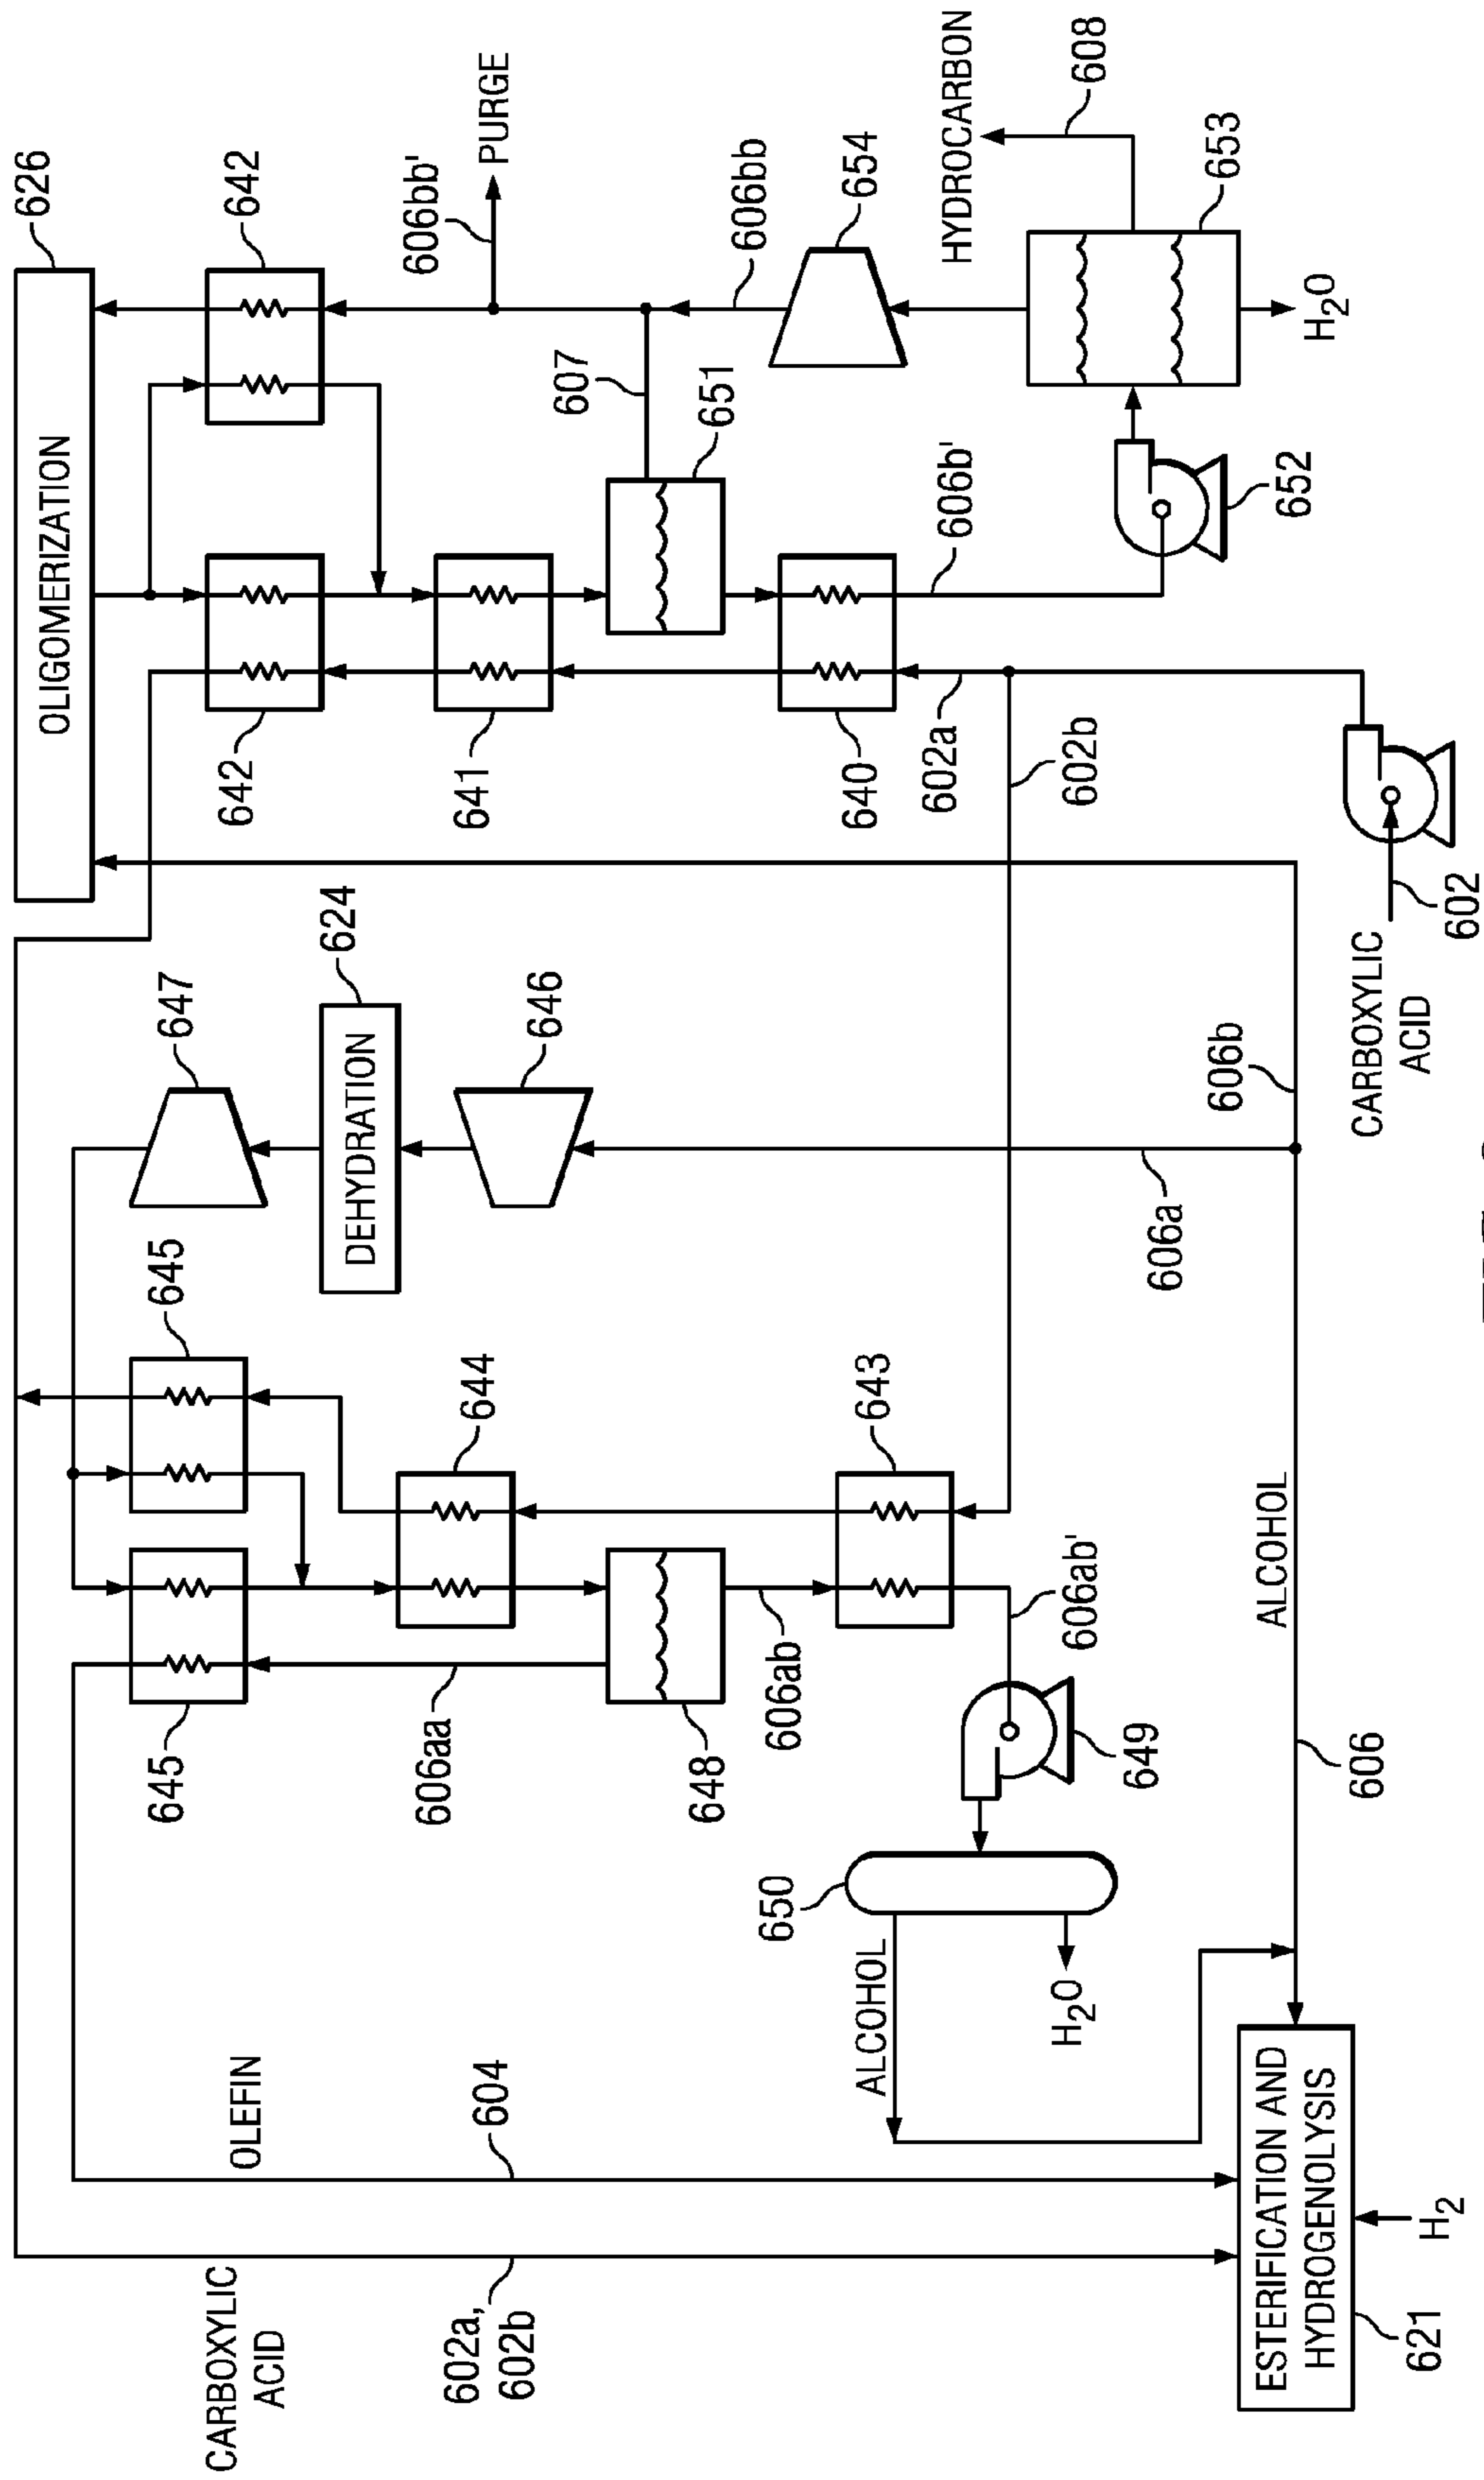 626
OLIGOMERIZATION
645
645
647
CARBOXYLIC
ACID
OLEFIN
642
642
DEHYDRATION
624
606bb'
602a,
602b
604
606aa
644
641
PURGE
646
607
648
651
606bb
650
606ab
ALCOHOL
643
640
654
602a
606b'
HYDROCARBON
H2O
606ab'
602b
608
649
606a
606b
653
ESTERIFICATION AND
HYDROGENOLYSIS
ALCOHOL
652
H2O
606
CARBOXYLIC
ACID
621
H2
602